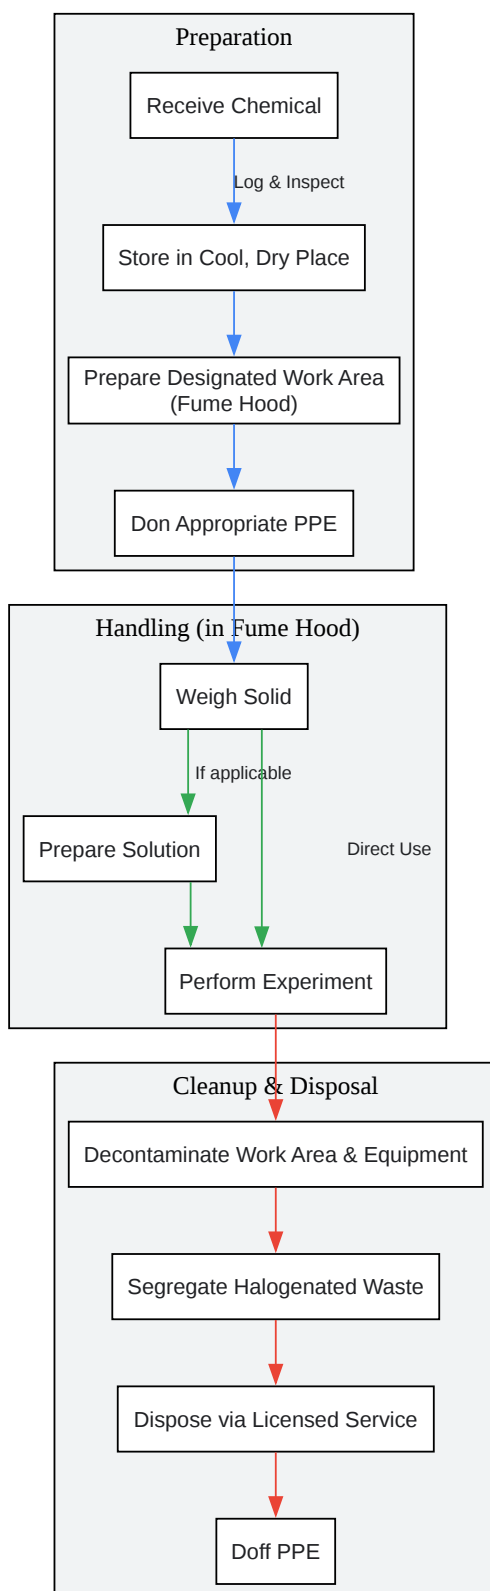 Preparation
Receive Chemical
Log & Inspect
Store in Cool, Dry Place
Prepare Designated Work Area
(Fume Hood)
Don Appropriate PPE
Handling (in Fume Hood)
Weigh Solid
If applicable
Prepare Solution
Direct Use
Perform Experiment
Cleanup & Disposal
Decontaminate Work Area & Equipment
Segregate Halogenated Waste
Dispose via Licensed Service
Doff PPE